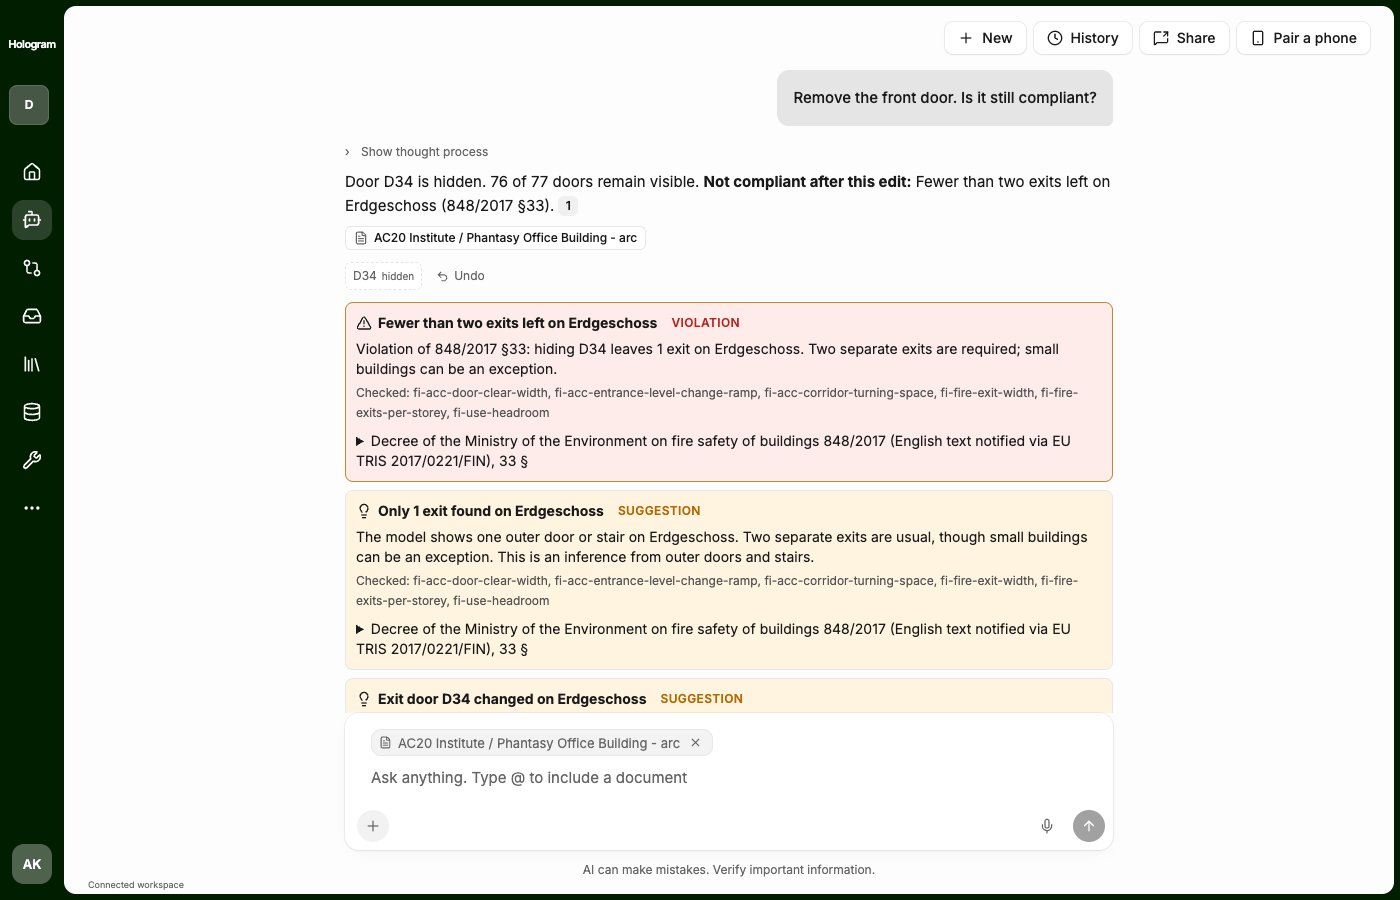 Hologram
D
New
History
Share
Pair a phone
Remove the front door. Is it still compliant?
Show thought process
Door D34 is hidden. 76 of 77 doors remain visible. Not compliant after this edit: Fewer than two exits left on
Erdgeschoss (848/2017 §33). 1
AC20 Institute / Phantasy Office Building - arc
D34 hidden Undo
Fewer than two exits left on Erdgeschoss VIOLATION
Violation of 848/2017 §33: hiding D34 leaves 1 exit on Erdgeschoss. Two separate exits are required; small
buildings can be an exception.
Checked: fi-acc-door-clear-width, fi-acc-entrance-level-change-ramp, fi-acc-corridor-turning-space, fi-fire-exit-width, fi-fire-
exits-per-storey, fi-use-headroom
Decree of the Ministry of the Environment on fire safety of buildings 848/2017 (English text notified via EU
TRIS 2017/0221/FIN), 33 §
Only 1 exit found on Erdgeschoss SUGGESTION
The model shows one outer door or stair on Erdgeschoss. Two separate exits are usual, though small buildings
can be an exception. This is an inference from outer doors and stairs.
Checked: fi-acc-door-clear-width, fi-acc-entrance-level-change-ramp, fi-acc-corridor-turning-space, fi-fire-exit-width, fi-fire-
exits-per-storey, fi-use-headroom
Decree of the Ministry of the Environment on fire safety of buildings 848/2017 (English text notified via EU
TRIS 2017/0221/FIN), 33 §
Exit door D34 changed on Erdgeschoss SUGGESTION
AC20 Institute / Phantasy Office Building - arc
Ask anything. Type @ to include a document
AK
AI can make mistakes. Verify important information.
Connected workspace